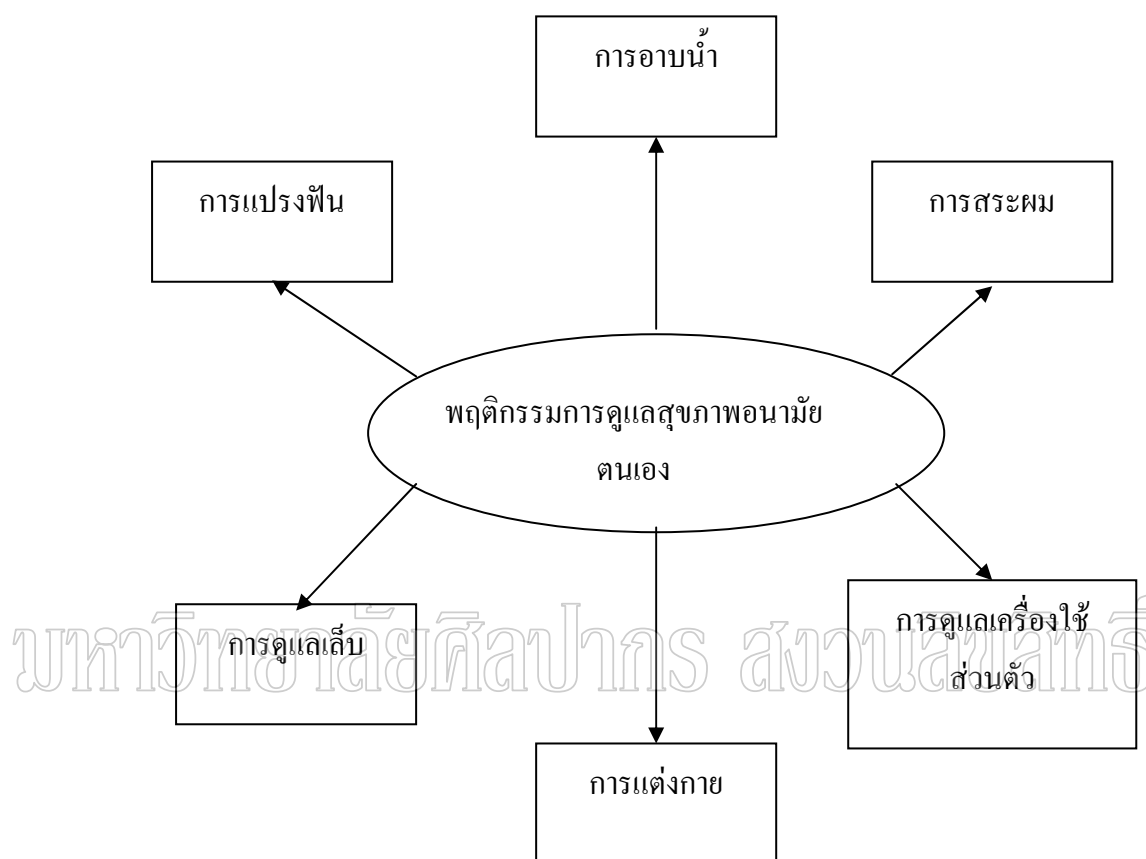 การอาบน้ำ
การแปรงฟัน
การสระผม
พฤติกรรมการดูแลสุขภาพอนามัย
ตนเอง
การดูแลเล็บ
การดูแลเครื่องใช้
ส่วนตัว
การแต่งกาย
มหาวิทยาลัยศิลปากร สงวนลิขสิทธิ์